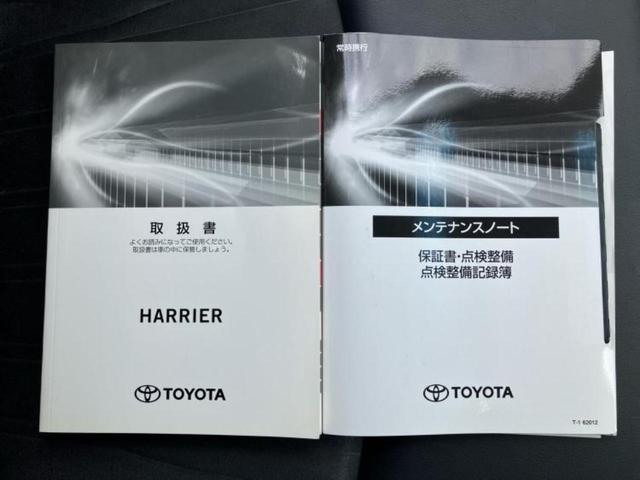 取扱書
よくお読みになってご使用ください。
取扱書は車の中に保管しましょう。
HARRIER
TOYOTA
常時携行
メンテナンスノート
保証書・点検整備
点検整備記録簿
TOYOTA
T-1 62012